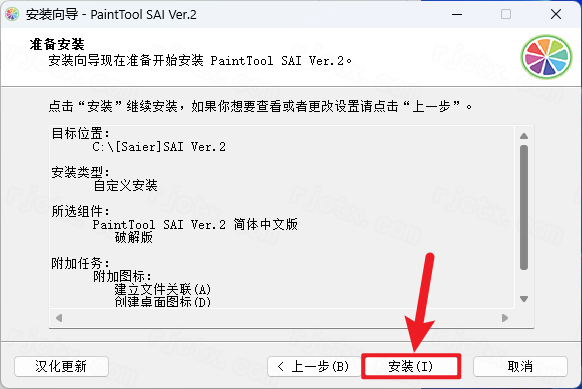 安装向导 - PaintTool SAI Ver.2
准备安装
安装向导现在准备开始安装 PaintTool SAI Ver.2。
点击“安装”继续安装，如果你想要查看或者更改设置请点击“上一步”。
目标位置：
C:\[Saier]SAI Ver.2
安装类型：
自定义安装
所选组件：
PaintTool SAI Ver.2 简体中文版
破解版
附加任务：
附加图标：
建立文件关联(A)
创建桌面图标(D)
汉化更新
< 上一步(B)
安装(I)
取消